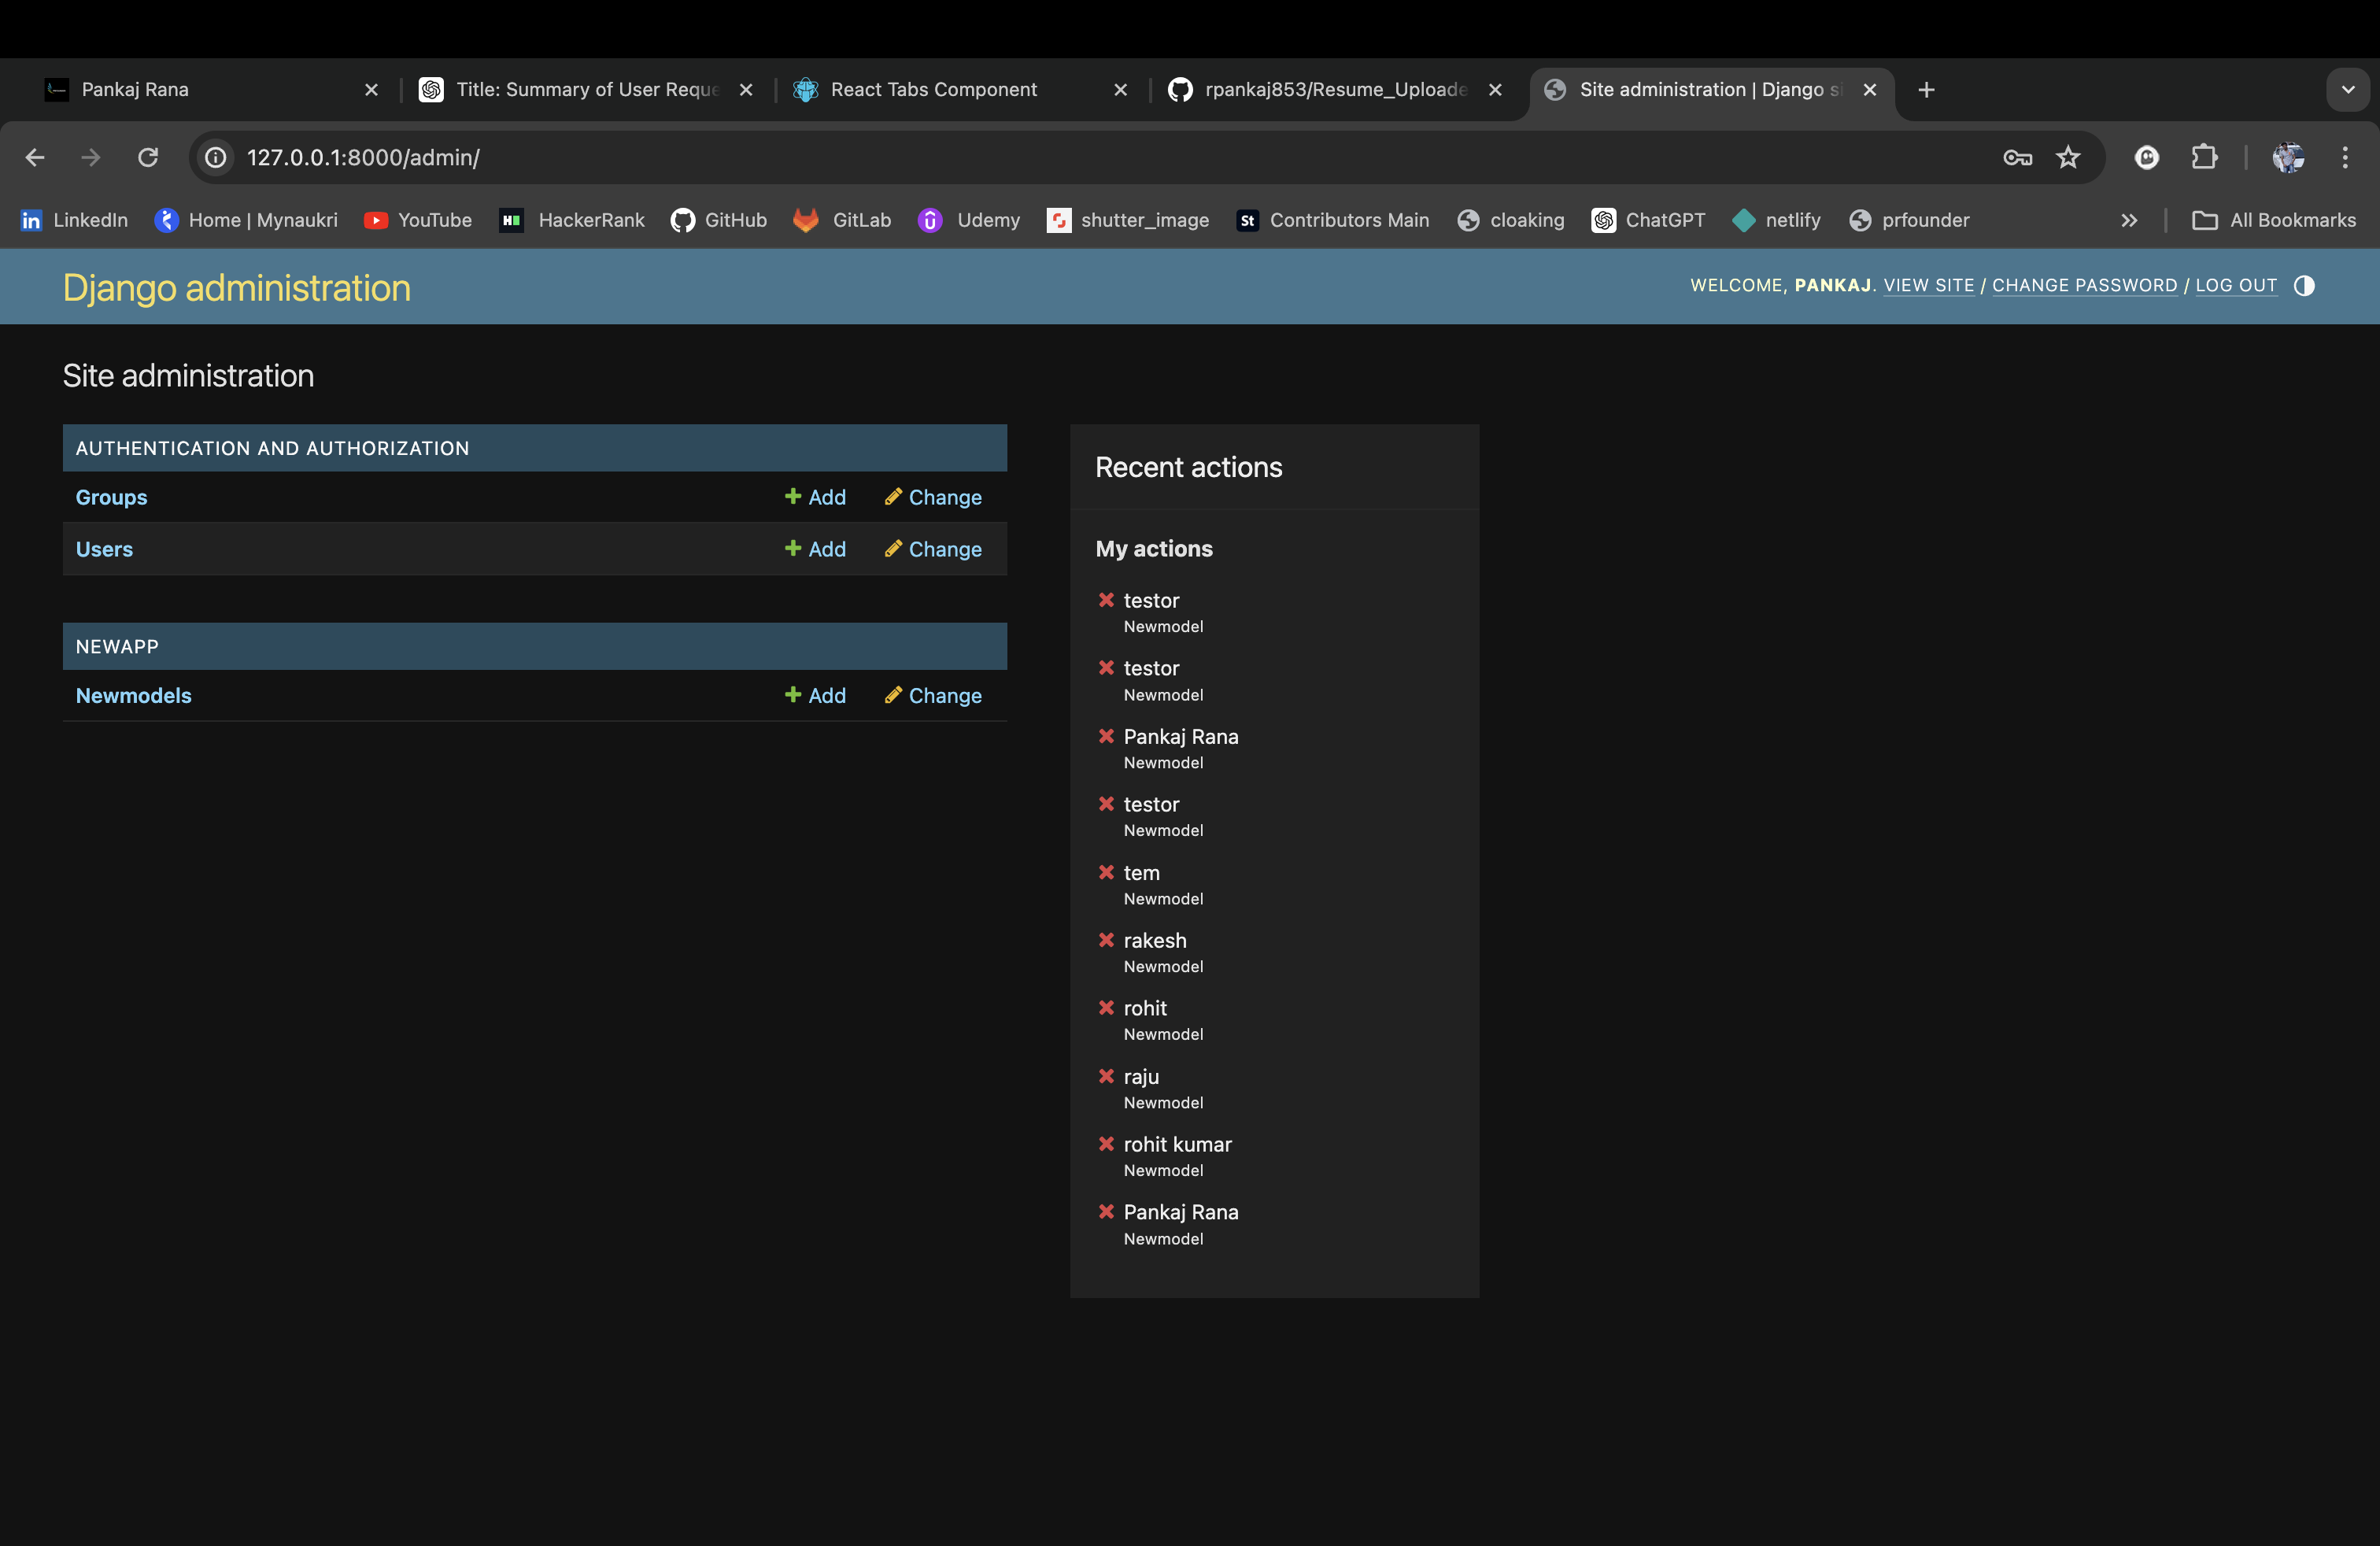 Pankaj Rana
Title: Summary of User Reque
React Tabs Component
rpankaj853/Resume_Uploade
Site administration | Django si
127.0.0.1:8000/admin/
LinkedIn
Home | Mynaukri
YouTube
HackerRank
GitHub
GitLab
Udemy
shutter_image
St
Contributors Main
cloaking
ChatGPT
netlify
prfounder
All Bookmarks
Django administration
WELCOME, PANKAJ. VIEW SITE / CHANGE PASSWORD / LOG OUT
Site administration
AUTHENTICATION AND AUTHORIZATION
Groups Add Change
Users Add Change
NEWAPP
Newmodels Add Change
Recent actions
My actions
testor
Newmodel
testor
Newmodel
Pankaj Rana
Newmodel
testor
Newmodel
tem
Newmodel
rakesh
Newmodel
rohit
Newmodel
raju
Newmodel
rohit kumar
Newmodel
Pankaj Rana
Newmodel